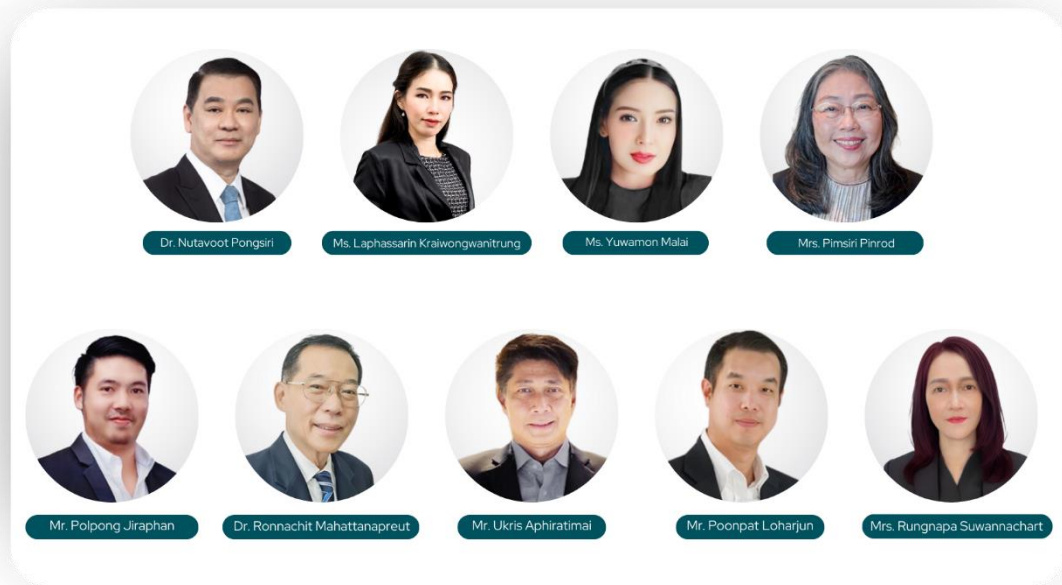 Dr. Nutavoot Pongsiri
Ms. Laphassarin Kraiwongwanitrung
Ms. Yuwamon Malai
Mrs. Pimsiri Pinrod
Mr. Polpong Jiraphan
Dr. Ronnachit Mahattanapreut
Mr. Ukris Aphiratimai
Mr. Poonpat Loharjun
Mrs. Rungnapa Suwannachart